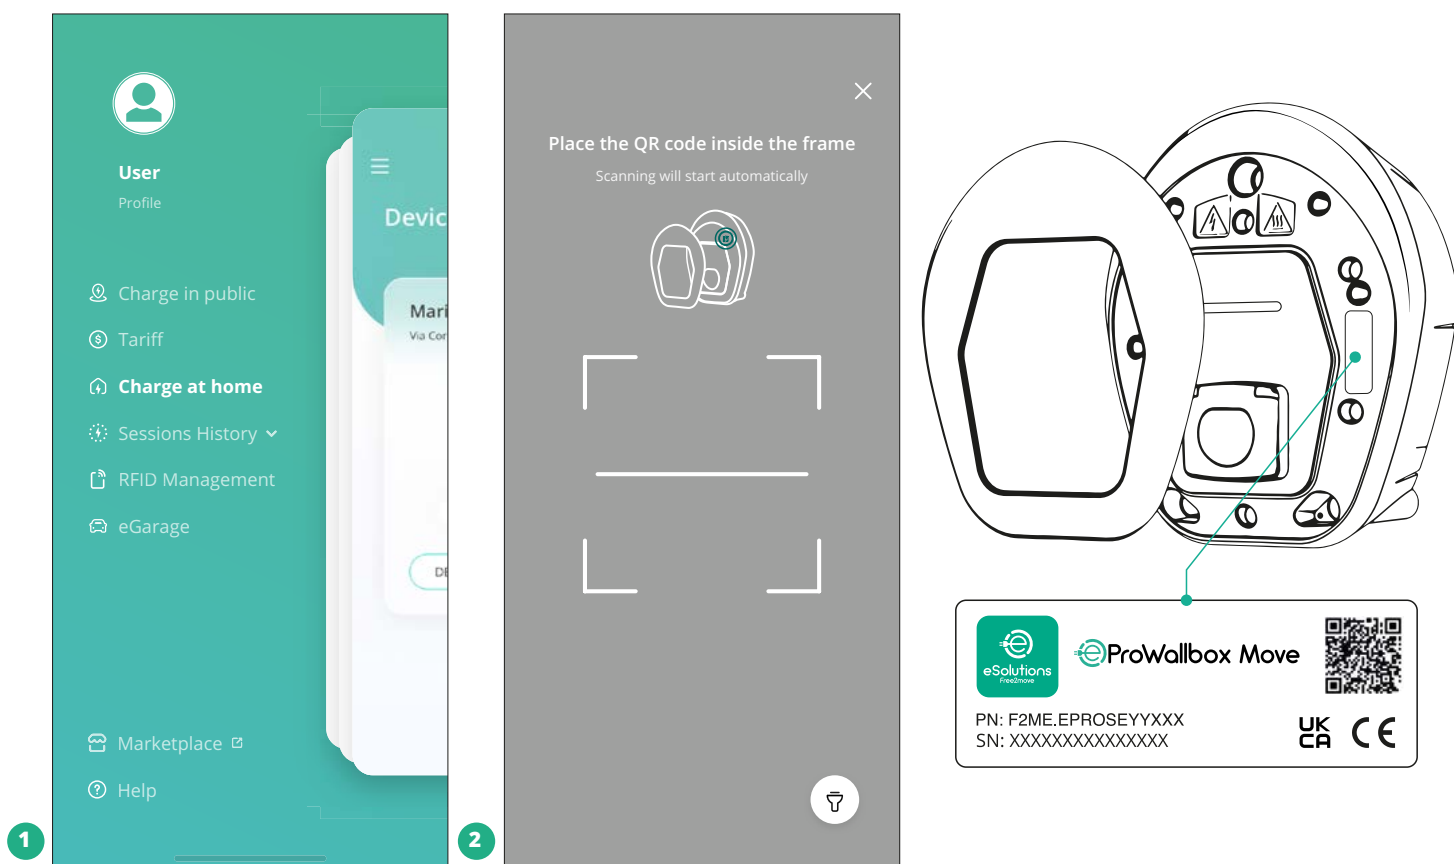 User
Profile
Charge in public
Tariff
Charge at home
Sessions History
RFID Management
eGarage
Marketplace
Help
Devic
Mari
Via Cor
DE
1
Place the QR code inside the frame
Scanning will start automatically
2
eSolutions
Free2move
eProWallbox Move
PN: F2ME.EPROSEYYXXX
SN: XXXXXXXXXXXXXXX
UK
CA
CE